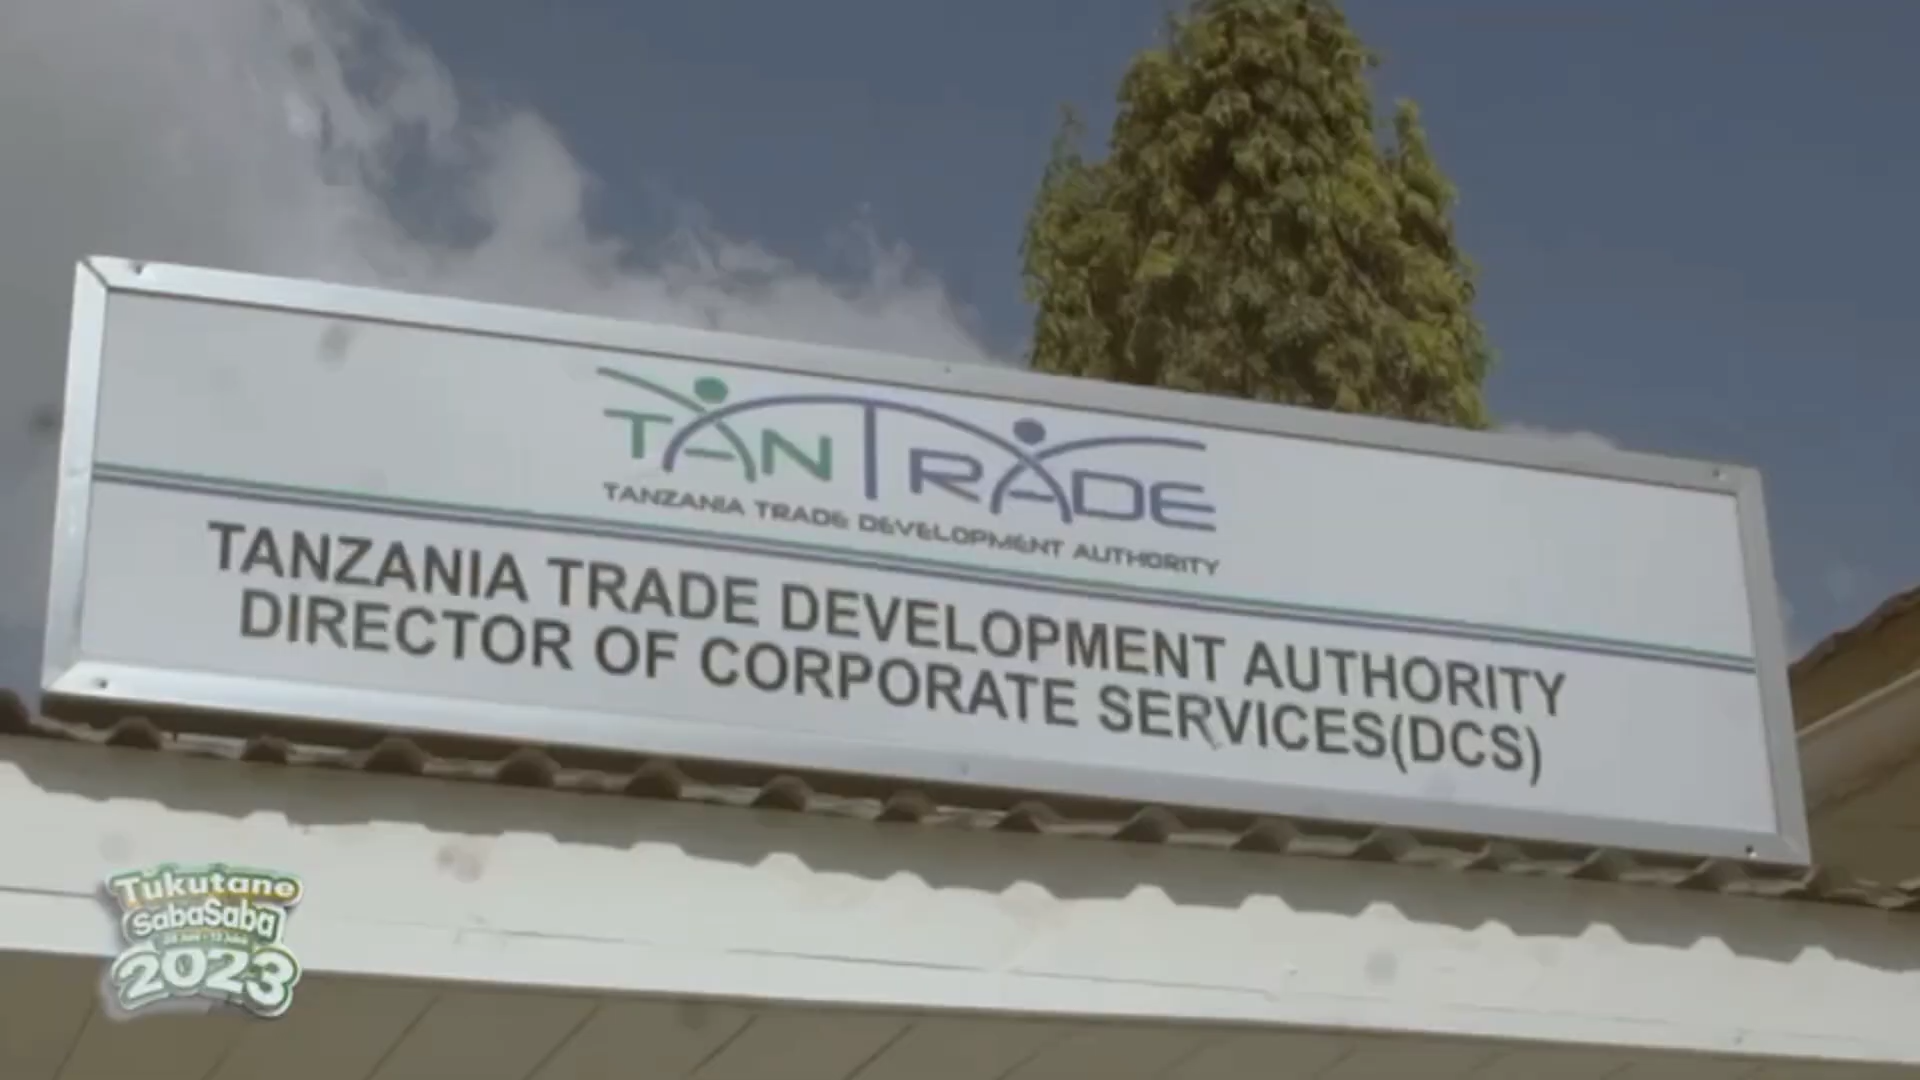 TANTRADE
TANZANIA TRADE DEVELOPMENT AUTHORITY
TANZANIA TRADE DEVELOPMENT AUTHORITY
DIRECTOR OF CORPORATE SERVICES(DCS)
Tukutane
SabaSaba
2023